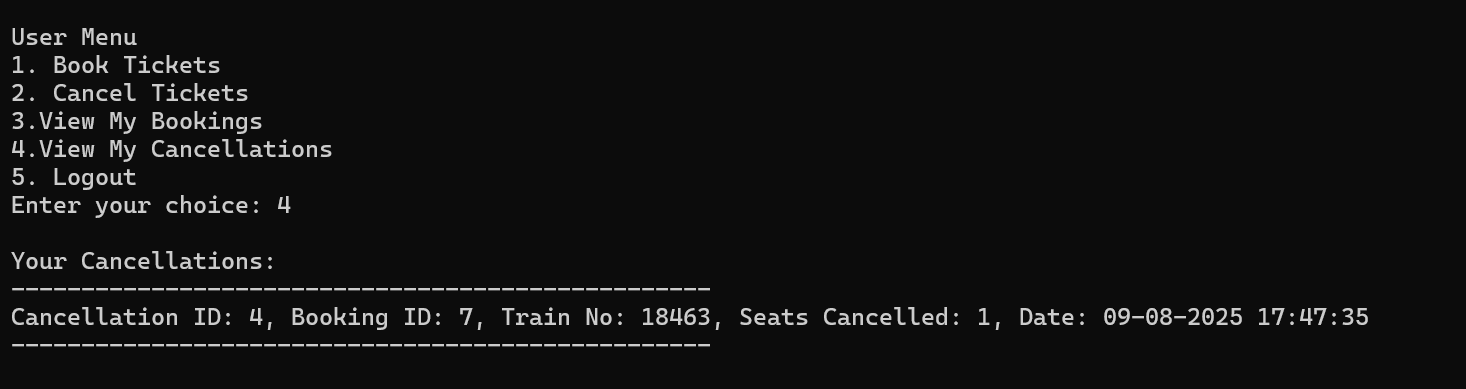 User Menu
1. Book Tickets
2. Cancel Tickets
3.View My Bookings
4.View My Cancellations
5. Logout
Enter your choice: 4
Your Cancellations:
--------------------------------------------------
Cancellation ID: 4, Booking ID: 7, Train No: 18463, Seats Cancelled: 1, Date: 09-08-2025 17:47:35
--------------------------------------------------